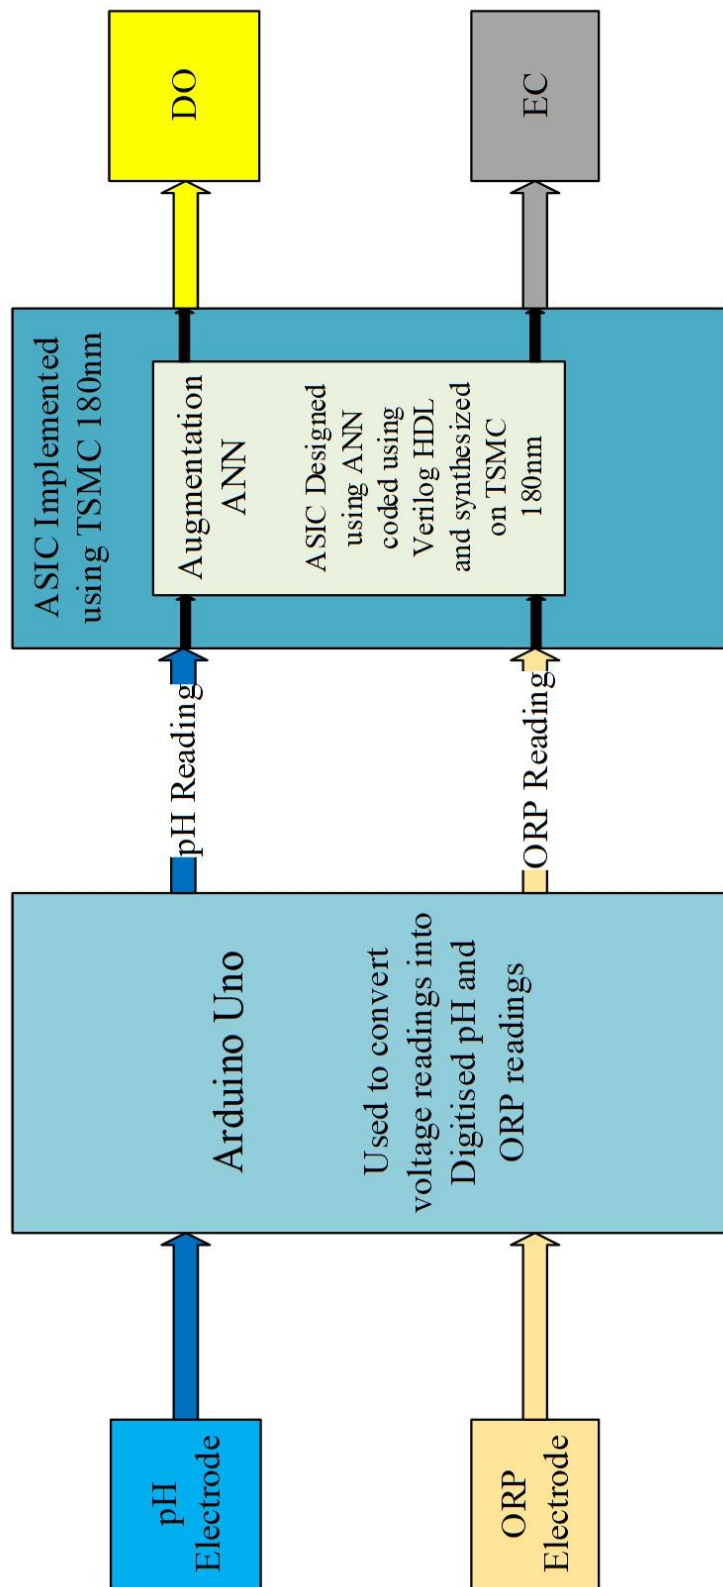 pH
Electrode
ORP
Electrode
Arduino Uno
Used to convert
voltage readings into
Digitised pH and
ORP readings
pH Reading
ORP Reading
ASIC Implemented
using TSMC 180nm
Augmentation
ANN
ASIC Designed
using ANN
coded using
Verilog HDL
and synthesized
on TSMC
180nm
DO
EC